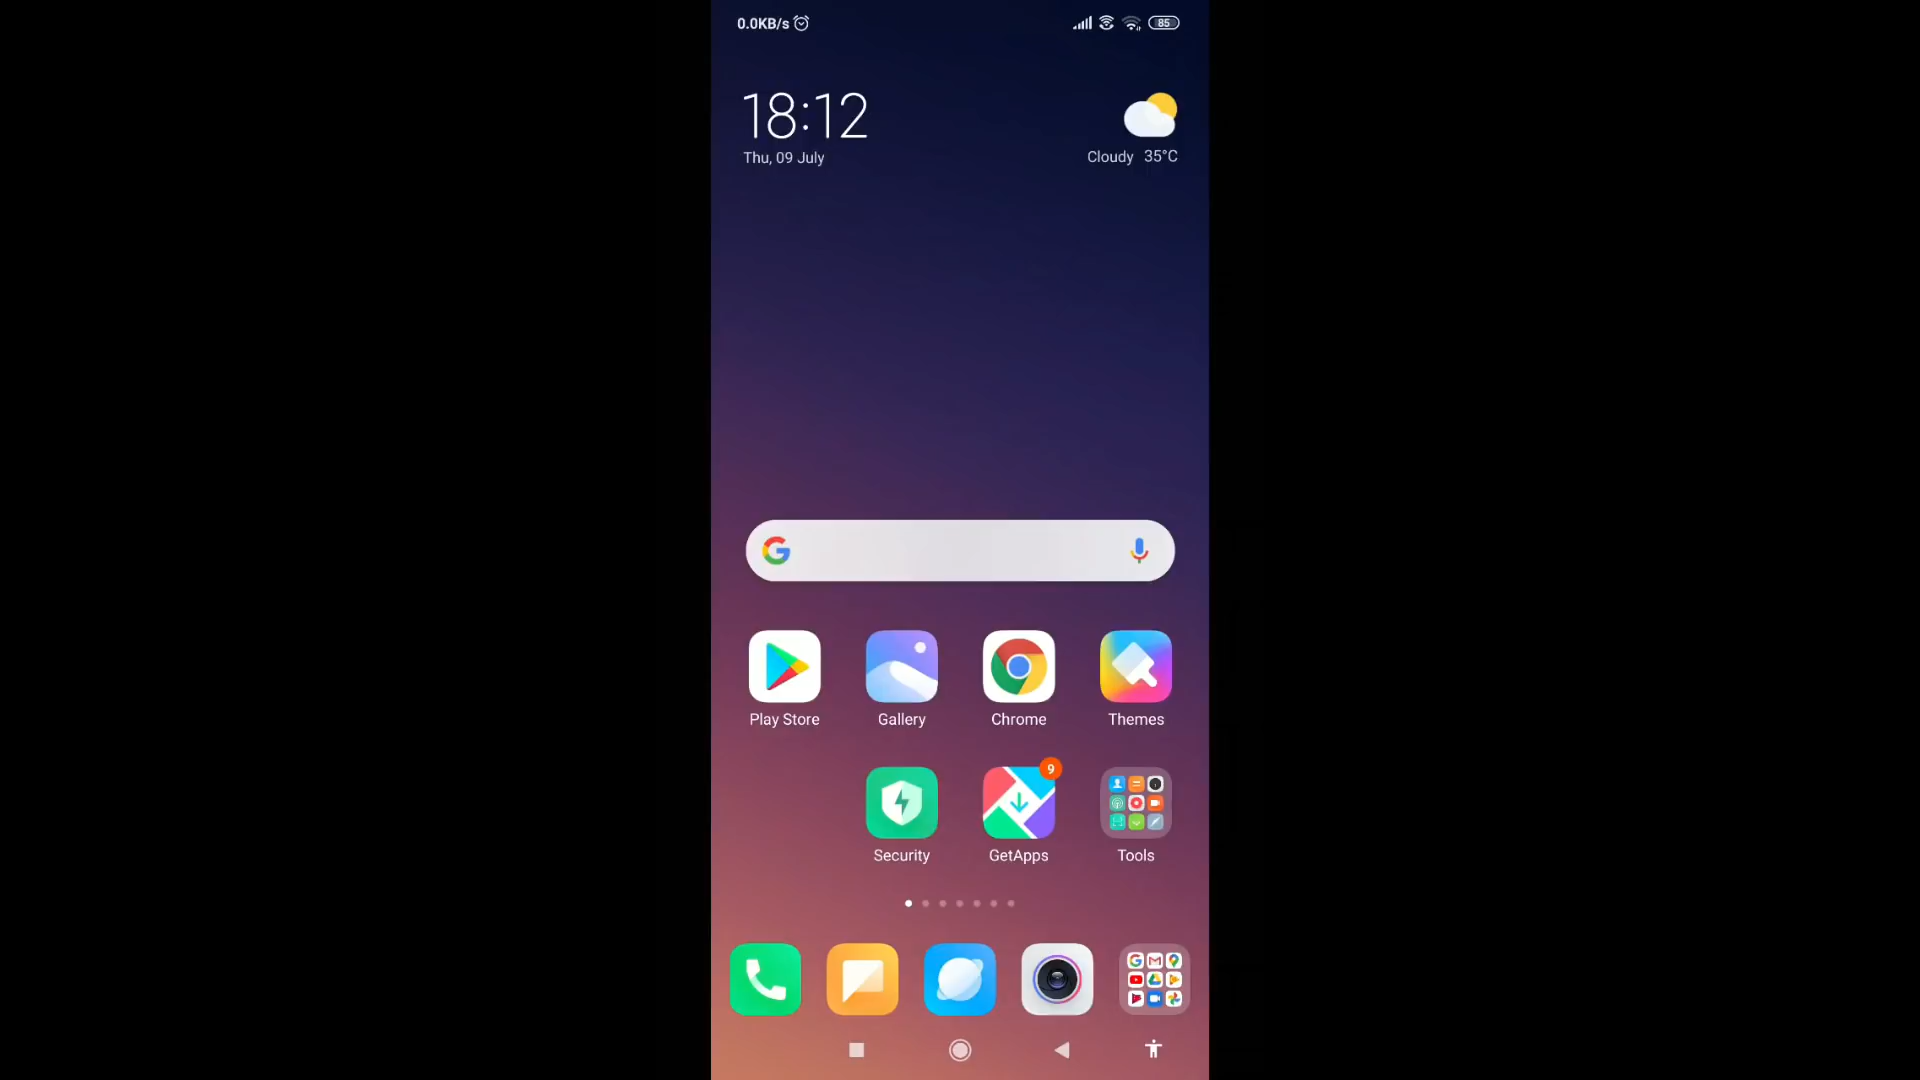 0.0KB/s 85
18:12
Thu, 09 July
Cloudy 35°C
Play Store Gallery Chrome Themes
9
Security GetApps Tools